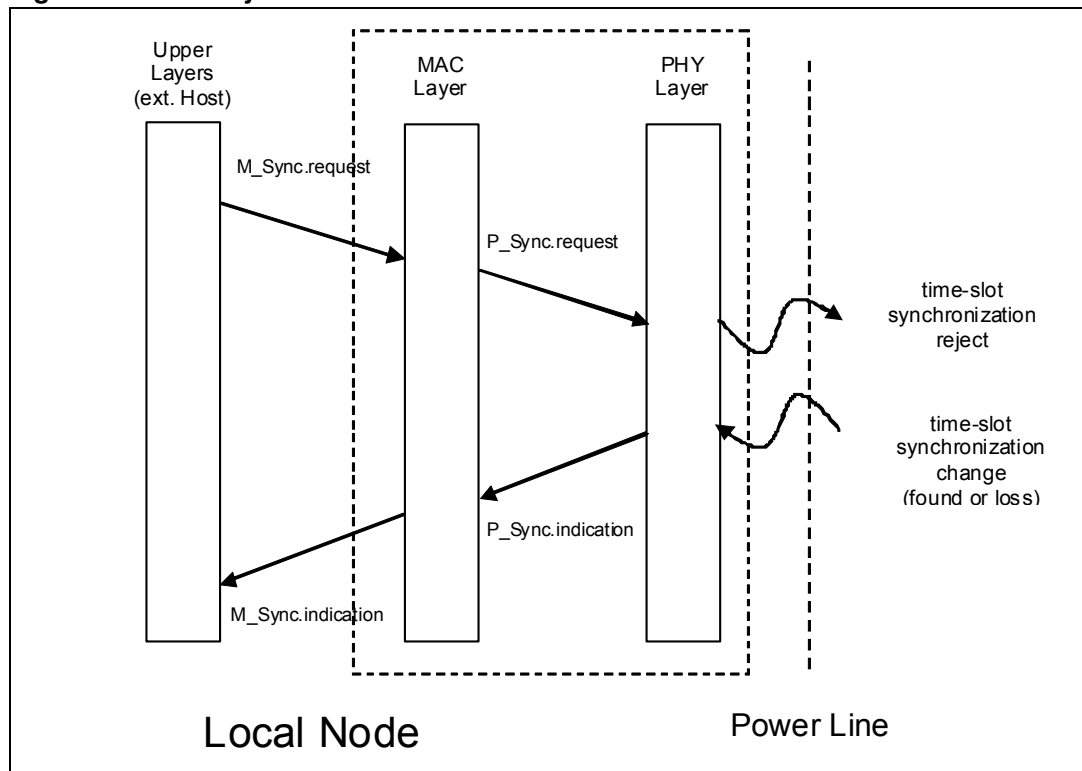 Upper
Layers
(ext. Host)
MAC
Layer
PHY
Layer
M_Sync.request
P_Sync.request
time-slot
synchronization
reject
time-slot
synchronization
change
(found or loss)
P_Sync.indication
M_Sync.indication
Local Node
Power Line